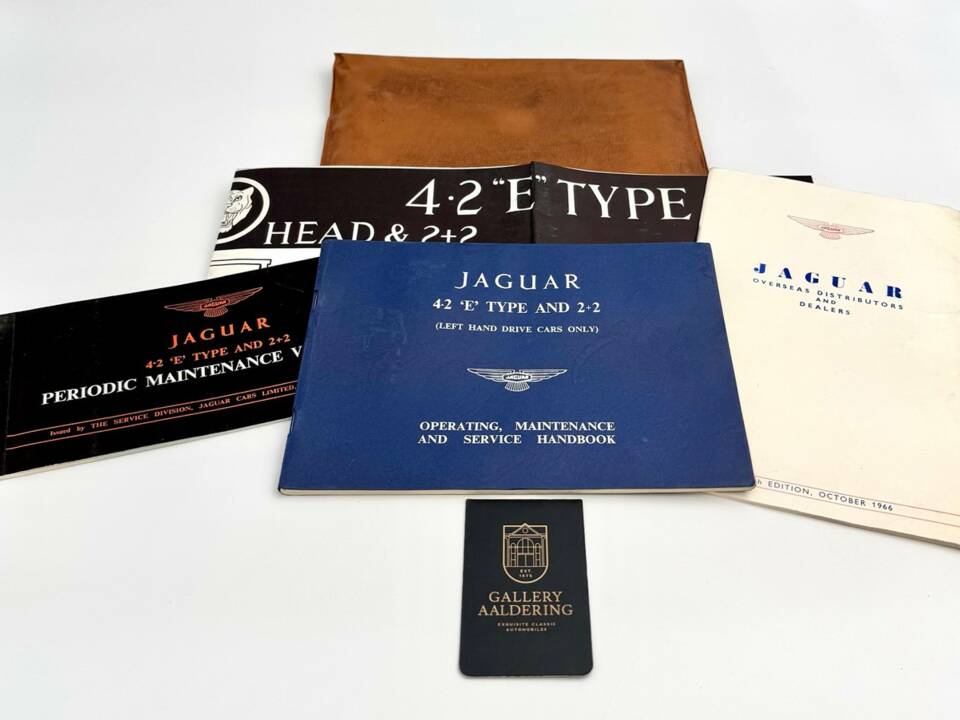 4·2 "E" TYPE
HEAD & 2+2
JAGUAR
4·2 'E' TYPE AND 2+2
PERIODIC MAINTENANCE V
Issued by THE SERVICE DIVISION, JAGUAR CARS LIMITED,
JAGUAR
4·2 'E' TYPE AND 2+2
(LEFT HAND DRIVE CARS ONLY)
JAGUAR
OPERATING, MAINTENANCE
AND SERVICE HANDBOOK
JAGUAR
JAGUAR
OVERSEAS DISTRIBUTORS
AND
DEALERS
h EDITION, OCTOBER 1966
EST.
1975
GALLERY
AALDERING
EXQUISITE CLASSIC
AUTOMOBILES